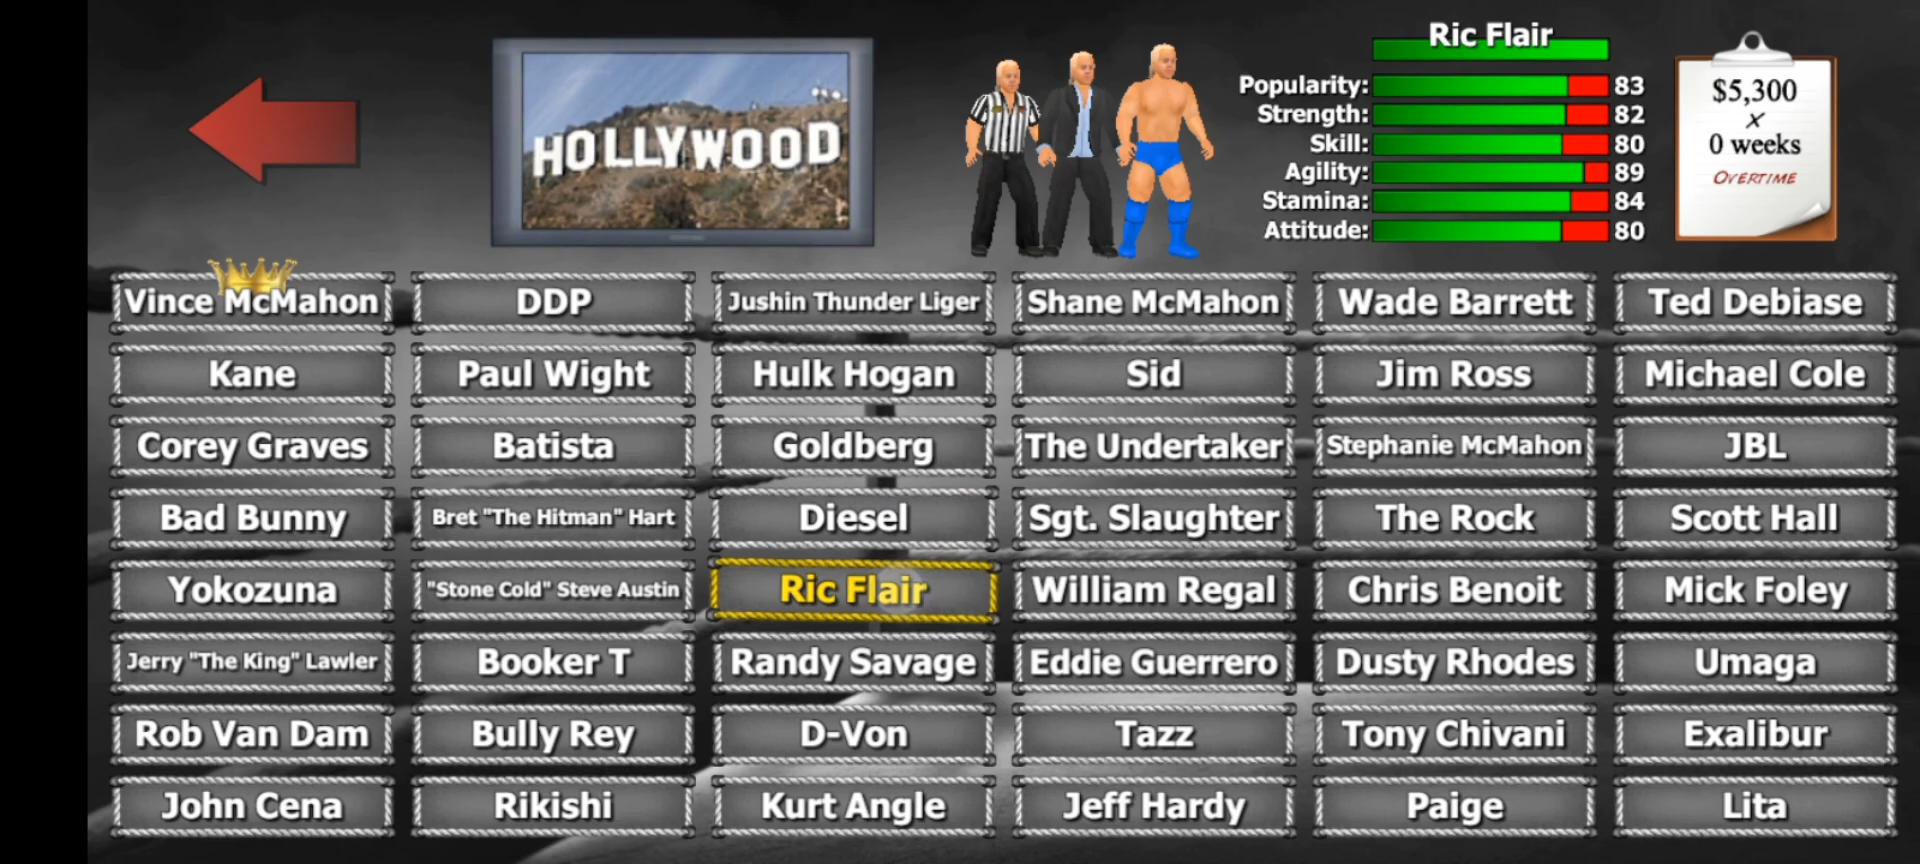 HOLLYWOOD
Ric Flair
Popularity: 83
Strength: 82
Skill: 80
Agility: 89
Stamina: 84
Attitude: 80
$5,300
x
0 weeks
OVERTIME
Vince McMahon DDP Jushin Thunder Liger Shane McMahon Wade Barrett Ted Debiase
Kane Paul Wight Hulk Hogan Sid Jim Ross Michael Cole
Corey Graves Batista Goldberg The Undertaker Stephanie McMahon JBL
Bad Bunny Bret "The Hitman" Hart Diesel Sgt. Slaughter The Rock Scott Hall
Yokozuna "Stone Cold" Steve Austin Ric Flair William Regal Chris Benoit Mick Foley
Jerry "The King" Lawler Booker T Randy Savage Eddie Guerrero Dusty Rhodes Umaga
Rob Van Dam Bully Rey D-Von Tazz Tony Chivani Exalibur
John Cena Rikishi Kurt Angle Jeff Hardy Paige Lita